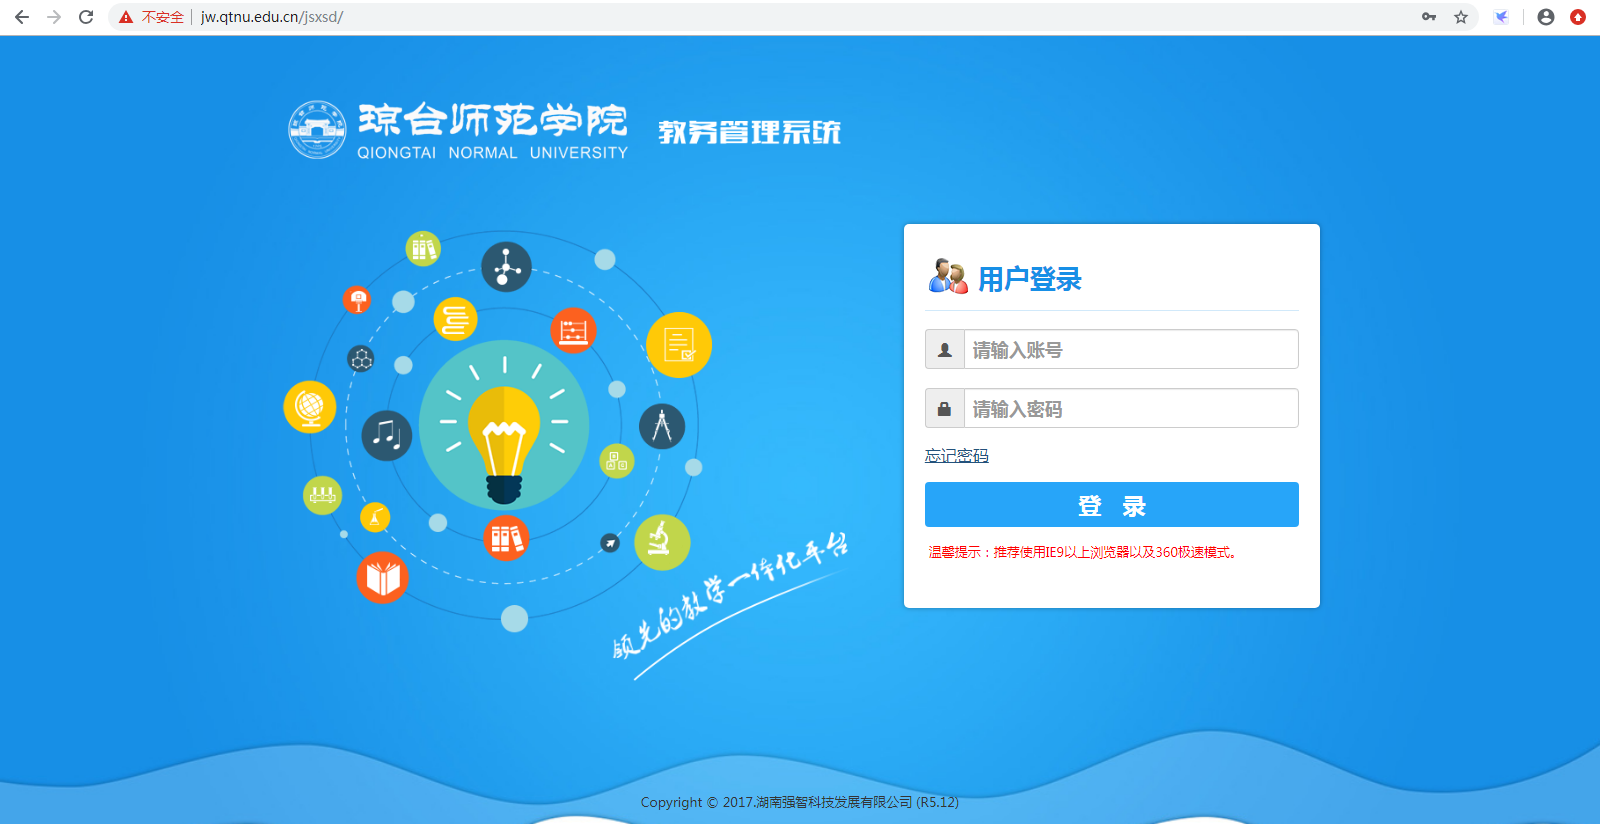 不安全 jw.qtnu.edu.cn/jsxsd/
琼台师范学院
QIONGTAI NORMAL UNIVERSITY
教务管理系统
用户登录
请输入账号
请输入密码
忘记密码
登 录
温馨提示：推荐使用IE9以上浏览器以及360极速模式。
领先的教学一体化平台
Copyright © 2017.湖南强智科技发展有限公司 (R5.12)